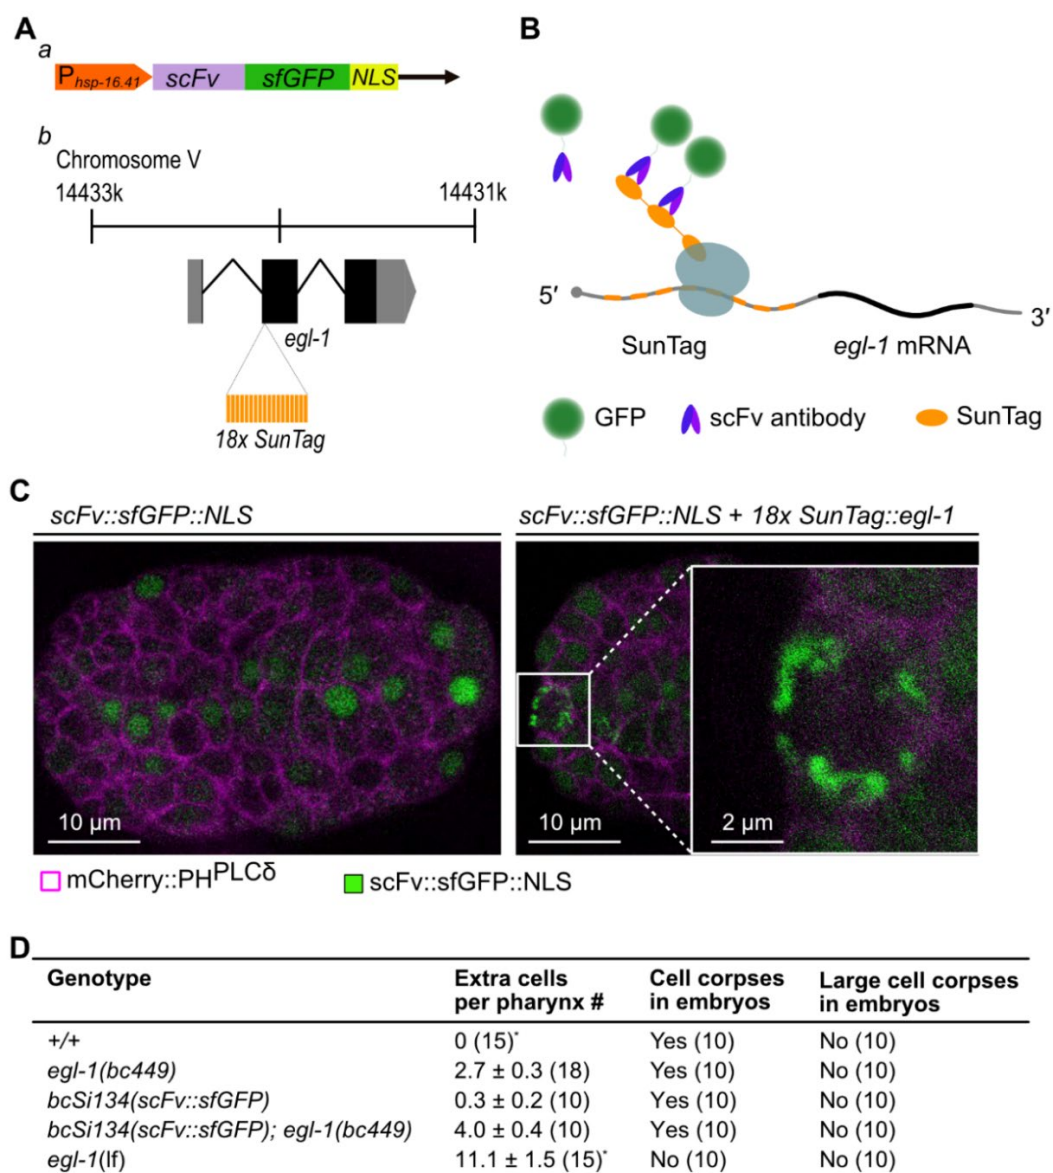 A
a
P hsp-16.41 scFv sfGFP NLS
b
Chromosome V
14433k 14431k
egl-1
18x SunTag
B
5′ 3′
SunTag egl-1 mRNA
GFP scFv antibody SunTag
C
scFv::sfGFP::NLS scFv::sfGFP::NLS + 18x SunTag::egl-1
10 µm 10 µm 2 µm
mCherry::PHPLCδ scFv::sfGFP::NLS
D
Genotype Extra cells per pharynx # Cell corpses in embryos Large cell corpses in embryos
+/+ 0 (15)* Yes (10) No (10)
egl-1(bc449) 2.7 ± 0.3 (18) Yes (10) No (10)
bcSi134(scFv::sfGFP) 0.3 ± 0.2 (10) Yes (10) No (10)
bcSi134(scFv::sfGFP); egl-1(bc449) 4.0 ± 0.4 (10) Yes (10) No (10)
egl-1(lf) 11.1 ± 1.5 (15)* No (10) No (10)